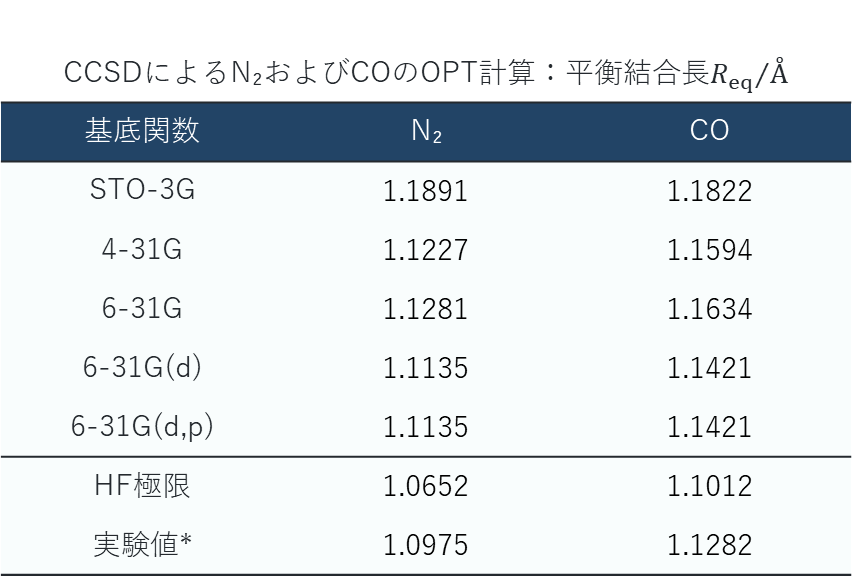 CCSDによるN₂およびCOのOPT計算：平衡結合長R_eq/Å
基底関数 N₂ CO
STO-3G 1.1891 1.1822
4-31G 1.1227 1.1594
6-31G 1.1281 1.1634
6-31G(d) 1.1135 1.1421
6-31G(d,p) 1.1135 1.1421
HF極限 1.0652 1.1012
実験値* 1.0975 1.1282